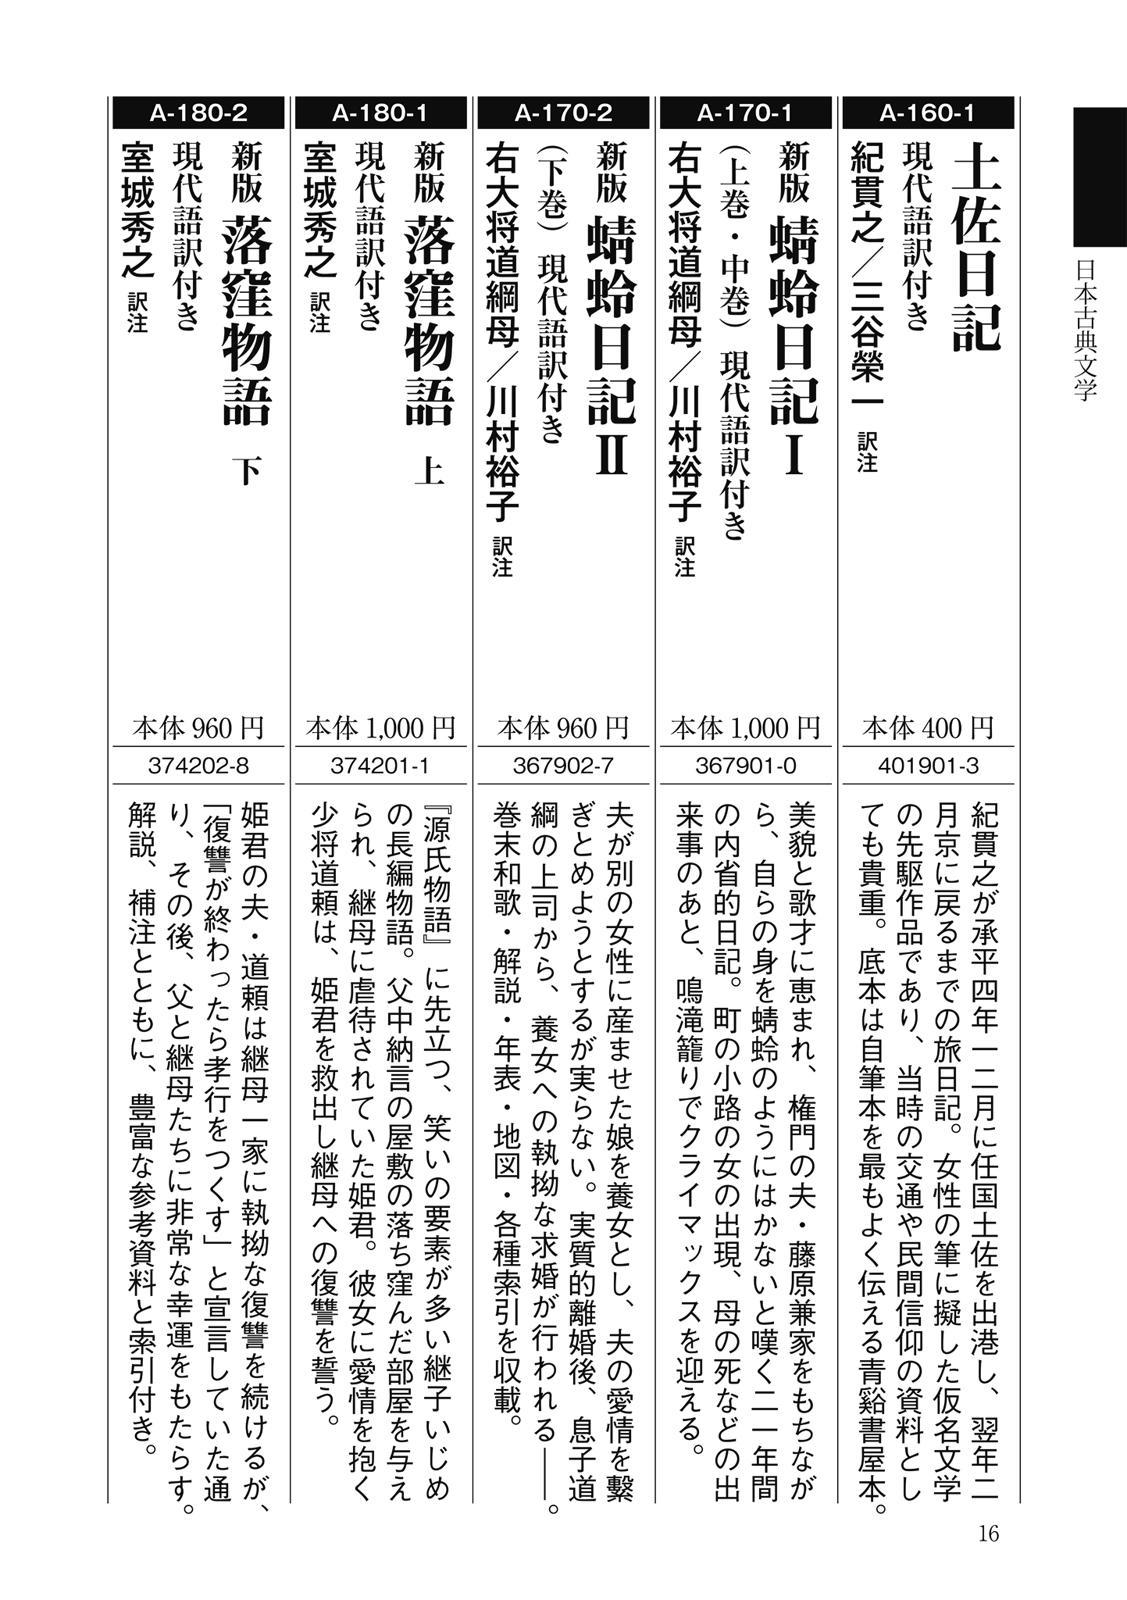 日本古典文学
A-160-1
土佐日記
現代語訳付き
紀貫之／三谷榮一 訳注
本体 400 円
401901-3
紀貫之が承平四年一二月に任国土佐を出港し、翌年二
月京に戻るまでの旅日記。女性の筆に擬した仮名文学
の先駆作品であり、当時の交通や民間信仰の資料とし
ても貴重。底本は自筆本を最もよく伝える青谿書屋本。
A-170-1
新版 蜻蛉日記Ⅰ
（上巻・中巻）現代語訳付き
右大将道綱母／川村裕子 訳注
本体 1,000 円
367901-0
美貌と歌才に恵まれ、権門の夫・藤原兼家をもちなが
ら、自らの身を蜻蛉のようにはかないと嘆く二一年間
の内省的日記。町の小路の女の出現、母の死などの出
来事のあと、鳴滝籠りでクライマックスを迎える。
A-170-2
新版 蜻蛉日記Ⅱ
（下巻）現代語訳付き
右大将道綱母／川村裕子 訳注
本体 960 円
367902-7
夫が別の女性に産ませた娘を養女とし、夫の愛情を繋
ぎとめようとするが実らない。実質的離婚後、息子道
綱の上司から、養女への執拗な求婚が行われる――。
巻末和歌・解説・年表・地図・各種索引を収載。
A-180-1
新版 落窪物語 上
現代語訳付き
室城秀之 訳注
本体 1,000 円
374201-1
『源氏物語』に先立つ、笑いの要素が多い継子いじめ
の長編物語。父中納言の屋敷の落ち窪んだ部屋を与え
られ、継母に虐待されていた姫君。彼女に愛情を抱く
少将道頼は、姫君を救出し継母への復讐を誓う。
A-180-2
新版 落窪物語 下
現代語訳付き
室城秀之 訳注
本体 960 円
374202-8
姫君の夫・道頼は継母一家に執拗な復讐を続けるが、
「復讐が終わったら孝行をつくす」と宣言していた通
り、その後、父と継母たちに非常な幸運をもたらす。
解説、補注とともに、豊富な参考資料と索引付き。
16